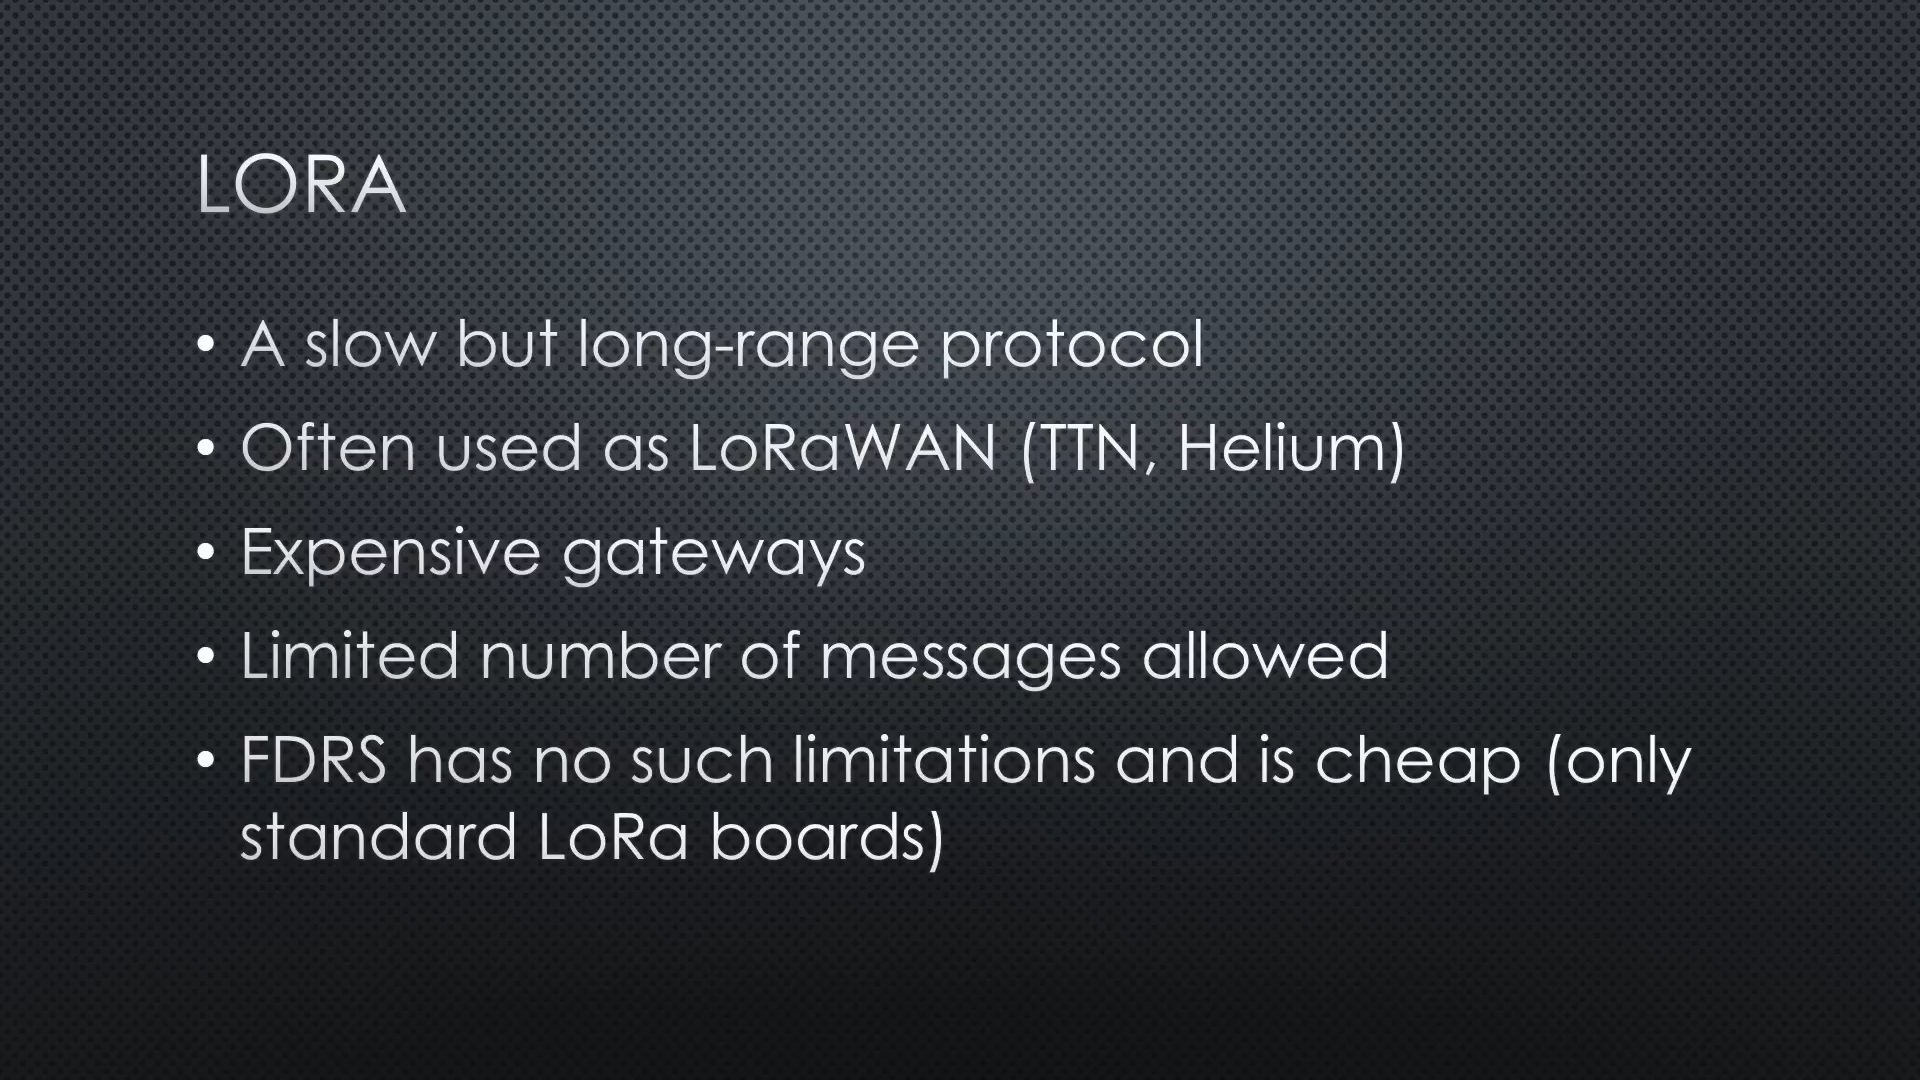 LORA
• A slow but long-range protocol
• Often used as LoRaWAN (TTN, Helium)
• Expensive gateways
• Limited number of messages allowed
• FDRS has no such limitations and is cheap (only
standard LoRa boards)